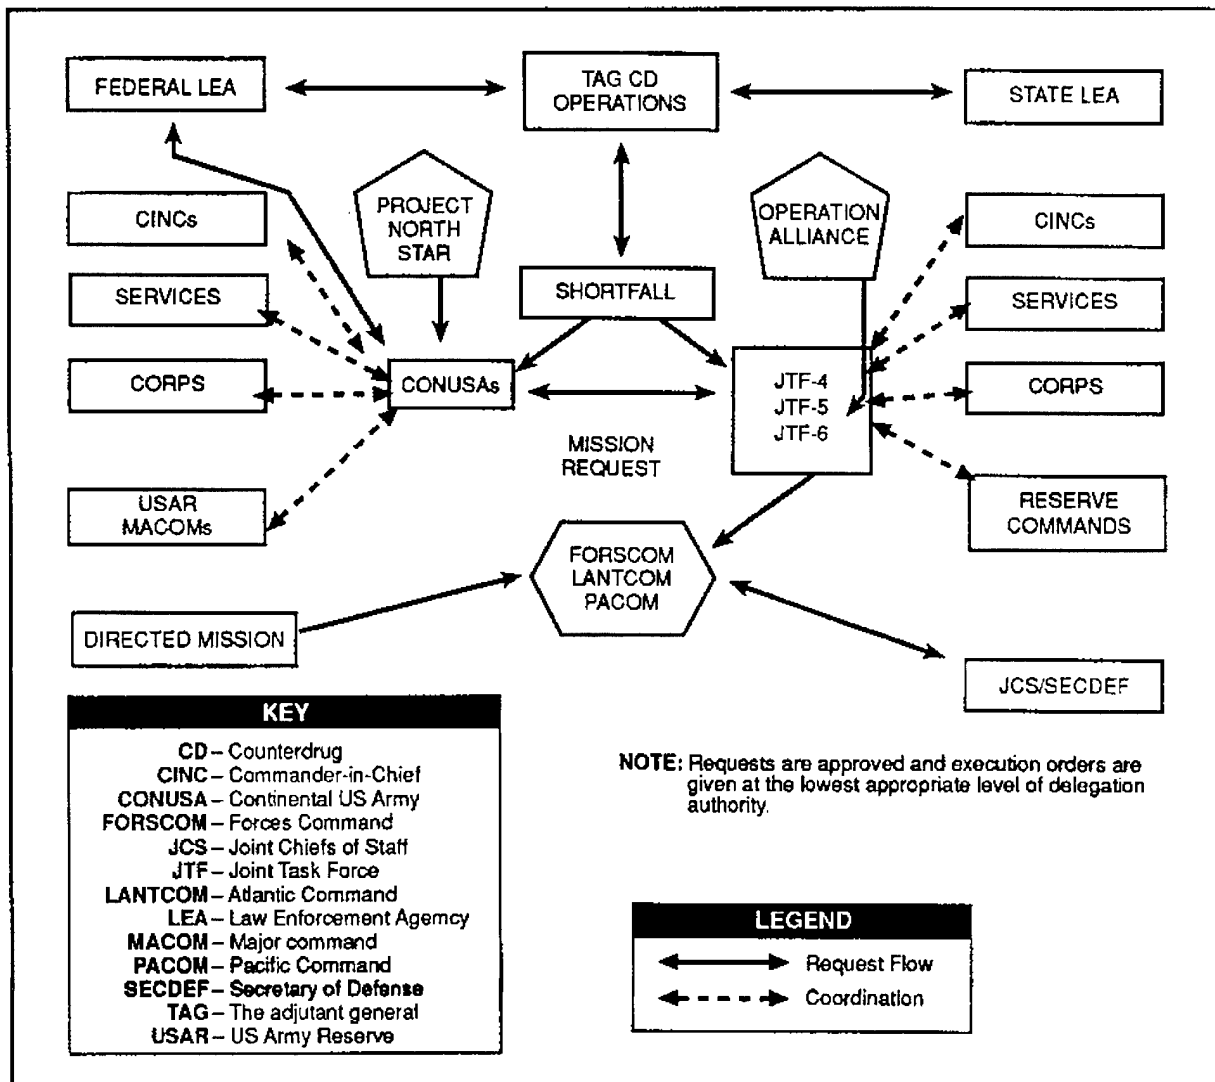 FEDERAL LEA
TAG CD
OPERATIONS
STATE LEA
CINCs
PROJECT
NORTH
STAR
OPERATION
ALLIANCE
CINCs
SERVICES
SHORTFALL
SERVICES
CORPS
CONUSAs
JTF-4
JTF-5
JTF-6
CORPS
MISSION
REQUEST
USAR
MACOMs
RESERVE
COMMANDS
FORSCOM
LANTCOM
PACOM
DIRECTED MISSION
JCS/SECDEF
KEY
CD – Counterdrug
CINC – Commander-in-Chief
CONUSA – Continental US Army
FORSCOM – Forces Command
JCS – Joint Chiefs of Staff
JTF – Joint Task Force
LANTCOM – Atlantic Command
LEA – Law Enforcement Agemcy
MACOM – Major command
PACOM – Pacific Command
SECDEF – Secretary of Defense
TAG – The adjutant general
USAR – US Army Reserve
NOTE: Requests are approved and execution orders are
given at the lowest appropriate level of delegation
authority.
LEGEND
Request Flow
Coordination